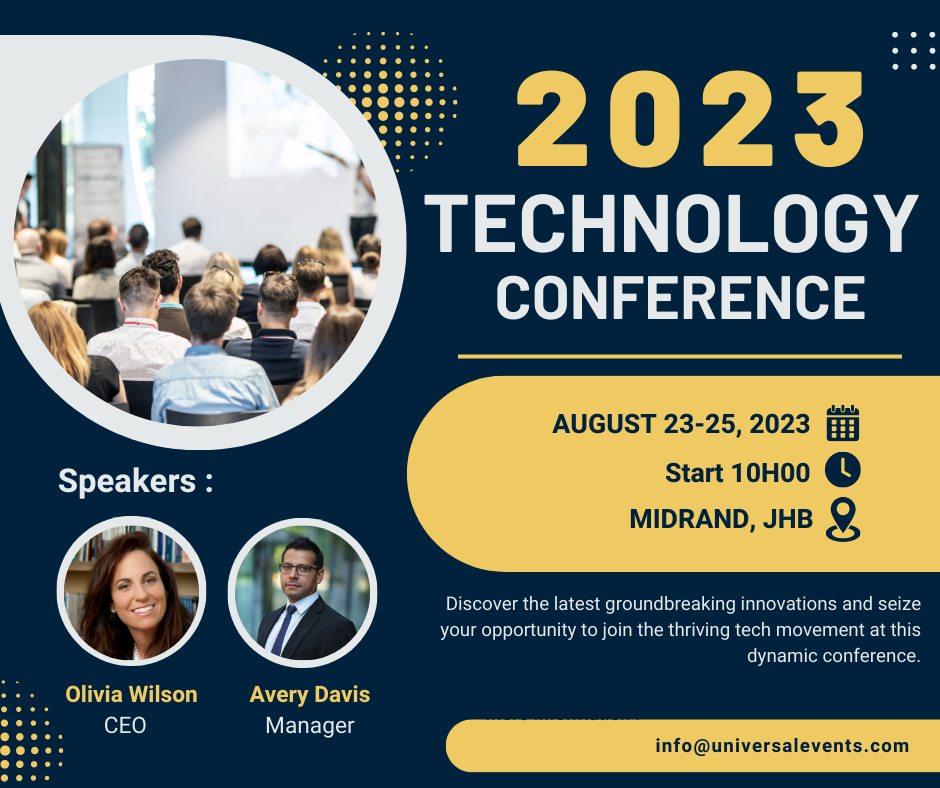 2023
TECHNOLOGY
CONFERENCE
AUGUST 23-25, 2023
Start 10H00
MIDRAND, JHB
Discover the latest groundbreaking innovations and seize
your opportunity to join the thriving tech movement at this
dynamic conference.
Speakers :
Olivia Wilson
CEO
Avery Davis
Manager
info@universalevents.com